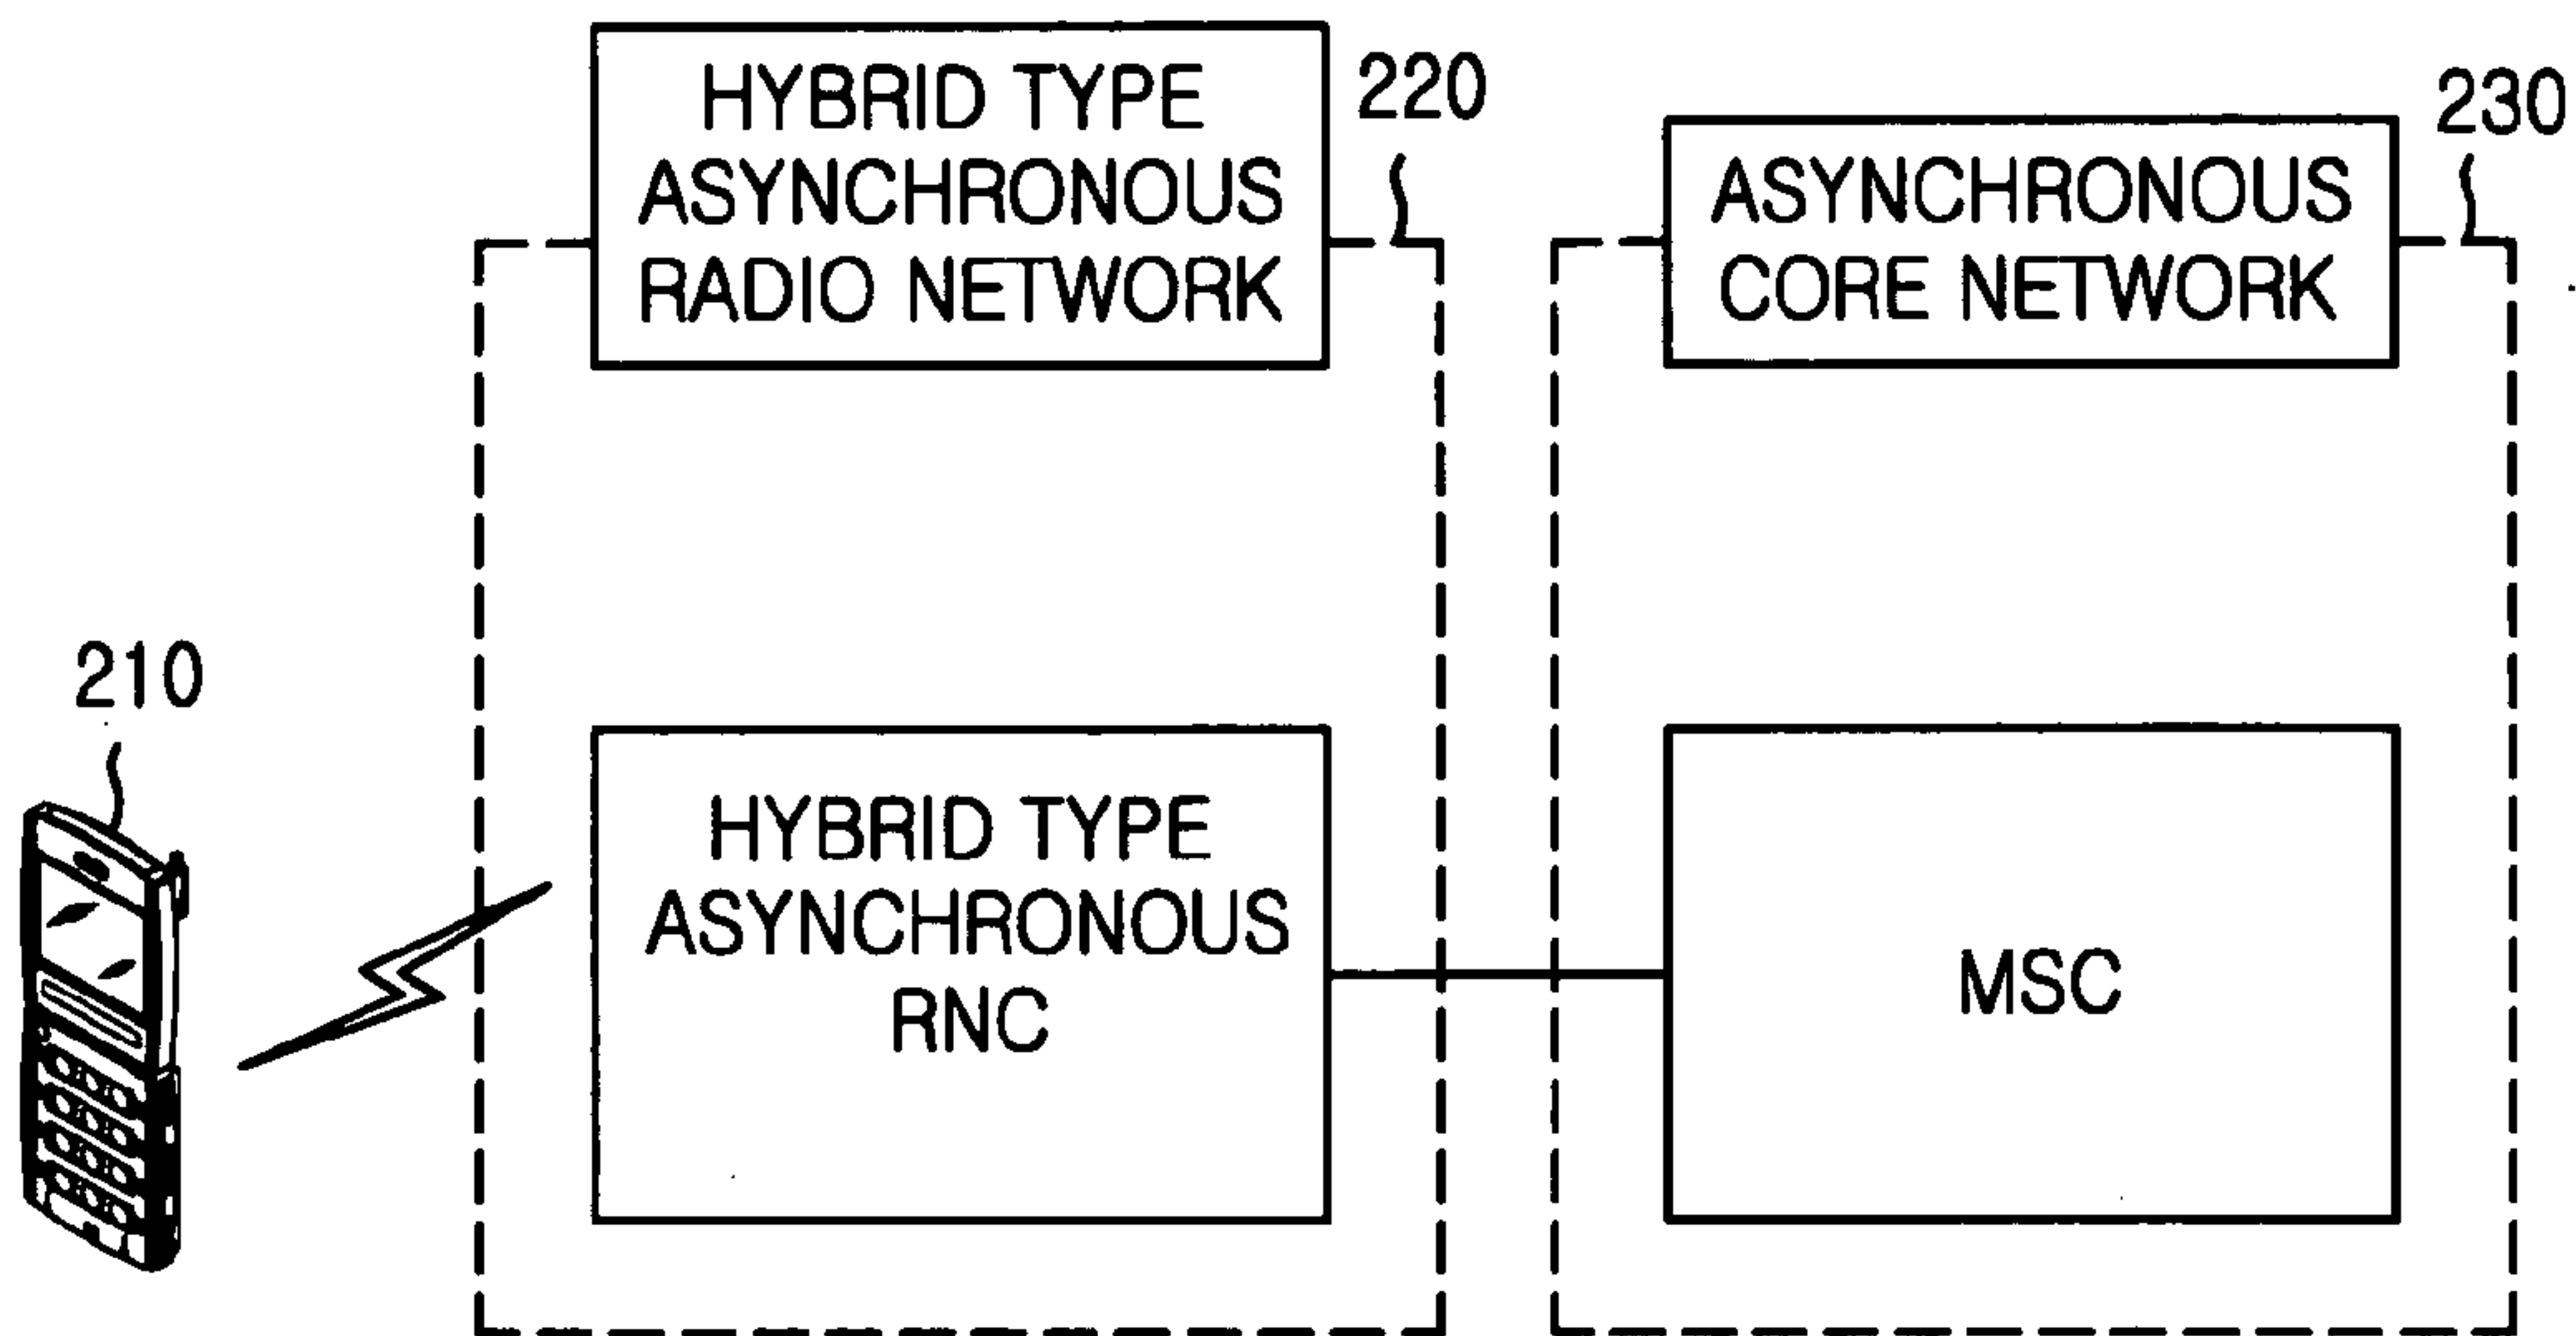 HYBRID TYPE
ASYNCHRONOUS
RADIO NETWORK
220
ASYNCHRONOUS
CORE NETWORK
230
210
HYBRID TYPE
ASYNCHRONOUS
RNC
MSC